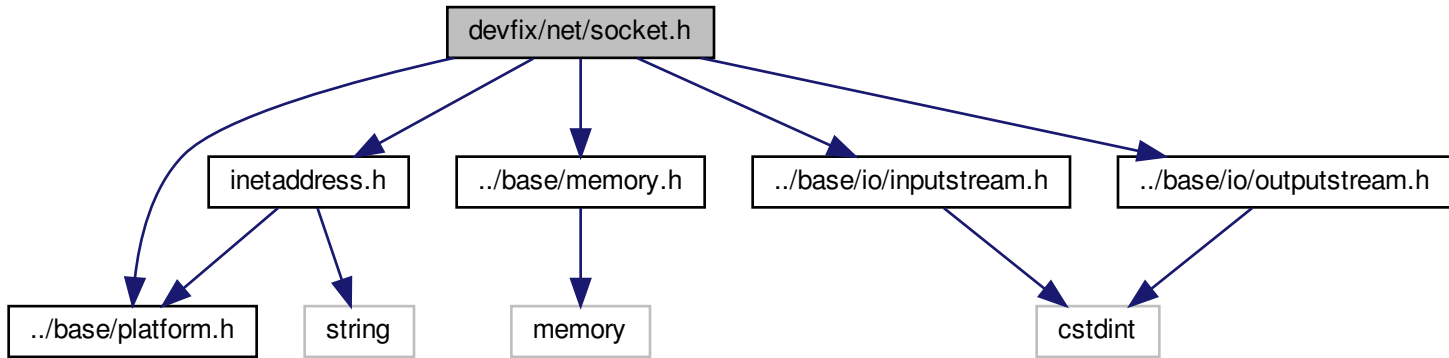 devfix/net/socket.h
inetaddress.h
../base/memory.h
../base/io/inputstream.h
../base/io/outputstream.h
../base/platform.h
string
memory
cstdint